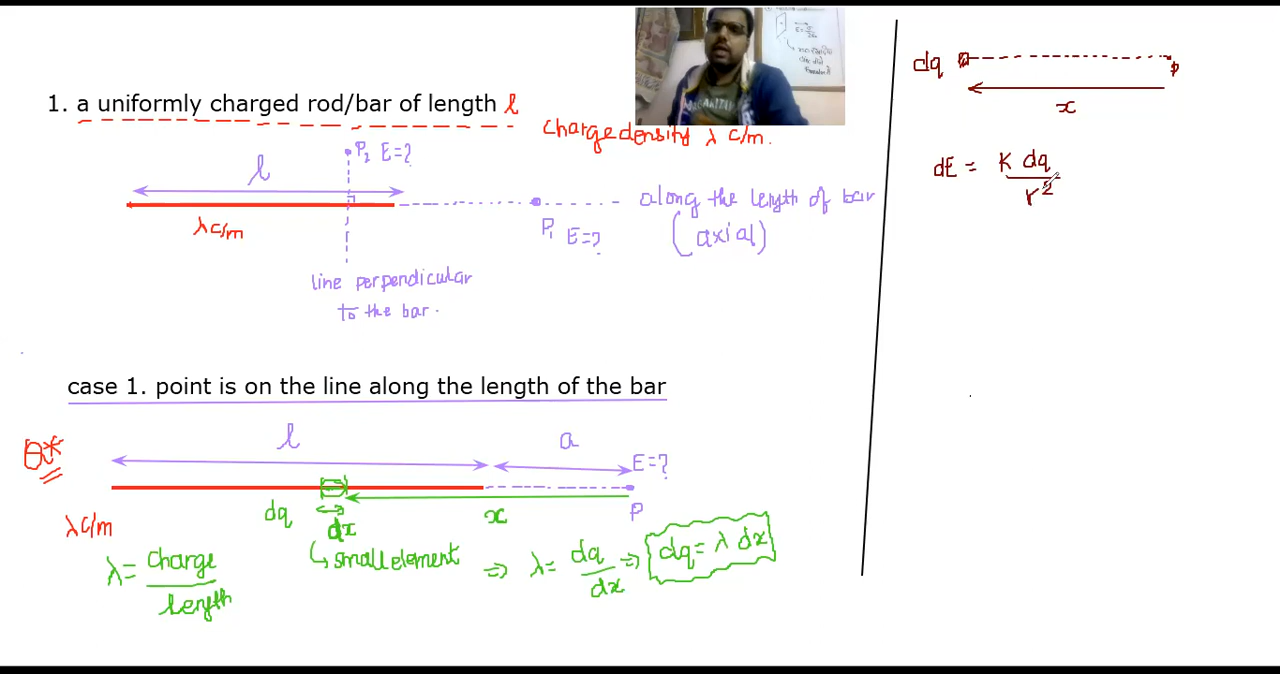 1. a uniformly charged rod/bar of length l
charge density λ c/m.
P₂ E=?
l
λ c/m
P₁ E=?
along the length of bar
(axial)
line perpendicular
to the bar.
case 1. point is on the line along the length of the bar
Q*
l
a
E=?
P
x
dq
dx
small element
λ c/m
λ = charge/length
⇒ λ = dq/dx ⇒ dq = λ dx
dq
P
x
dE = K dq/r²
E=σ/2ε₀